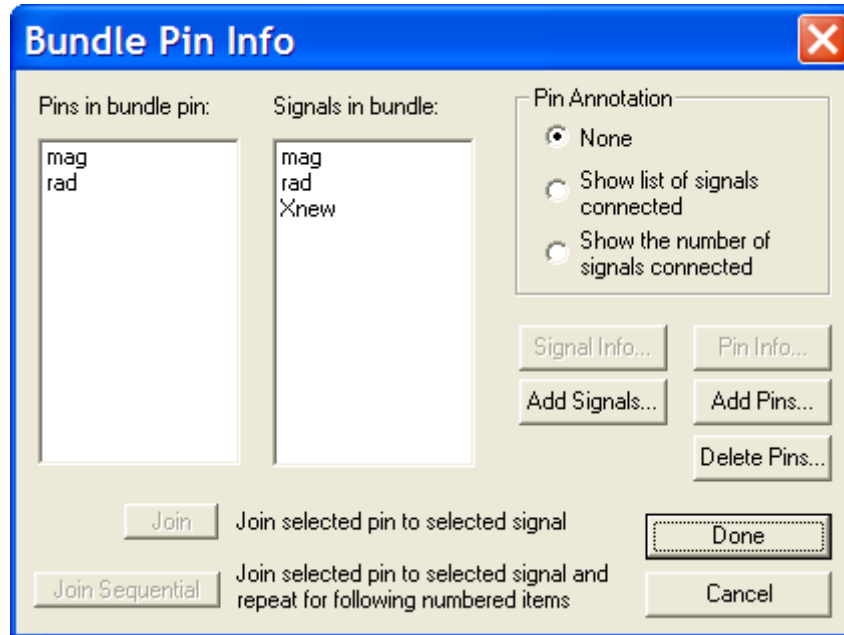 Bundle Pin Info
Pins in bundle pin:
mag
rad
Signals in bundle:
mag
rad
Xnew
Pin Annotation
None
Show list of signals
connected
Show the number of
signals connected
Signal Info...
Pin Info...
Add Signals...
Add Pins...
Delete Pins...
Join
Join selected pin to selected signal
Done
Join Sequential
Join selected pin to selected signal and
repeat for following numbered items
Cancel